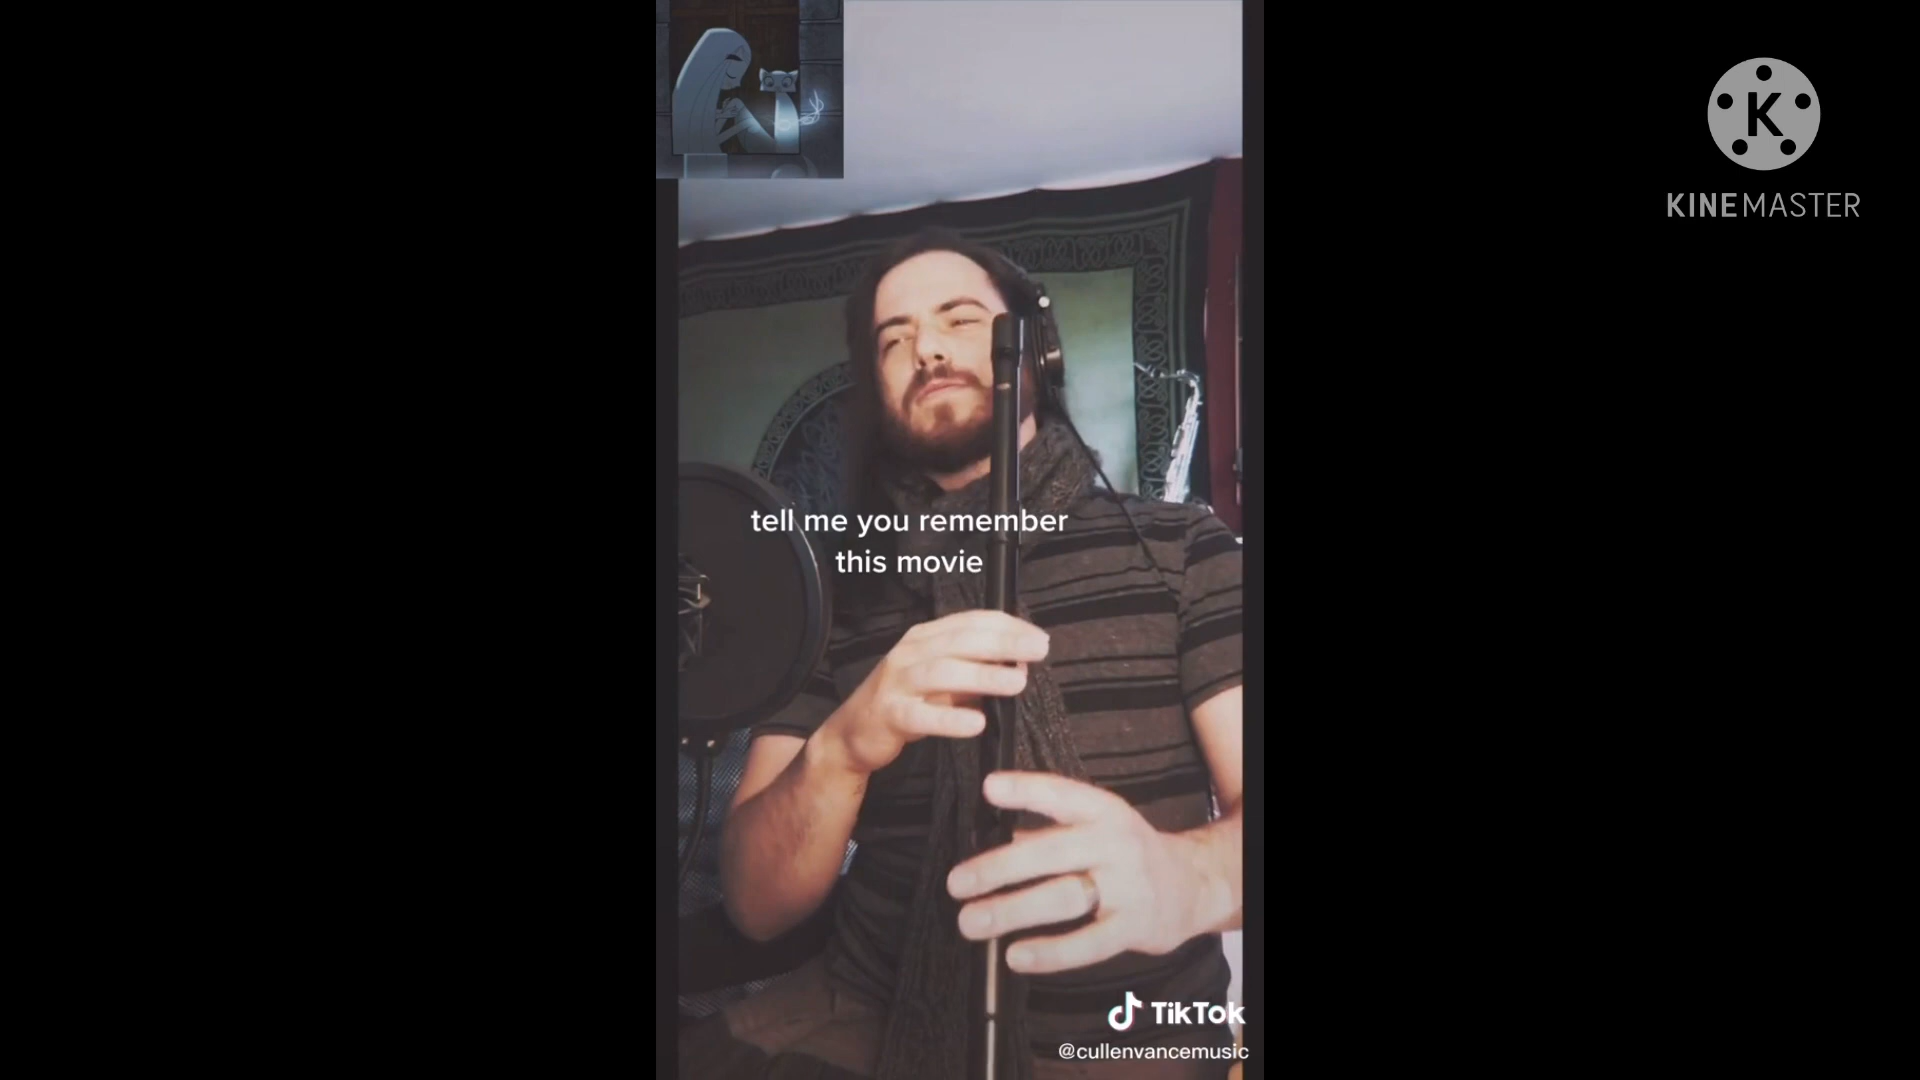 K
KINEMASTER
tell me you remember
this movie
TikTok
@cullenvancemusic